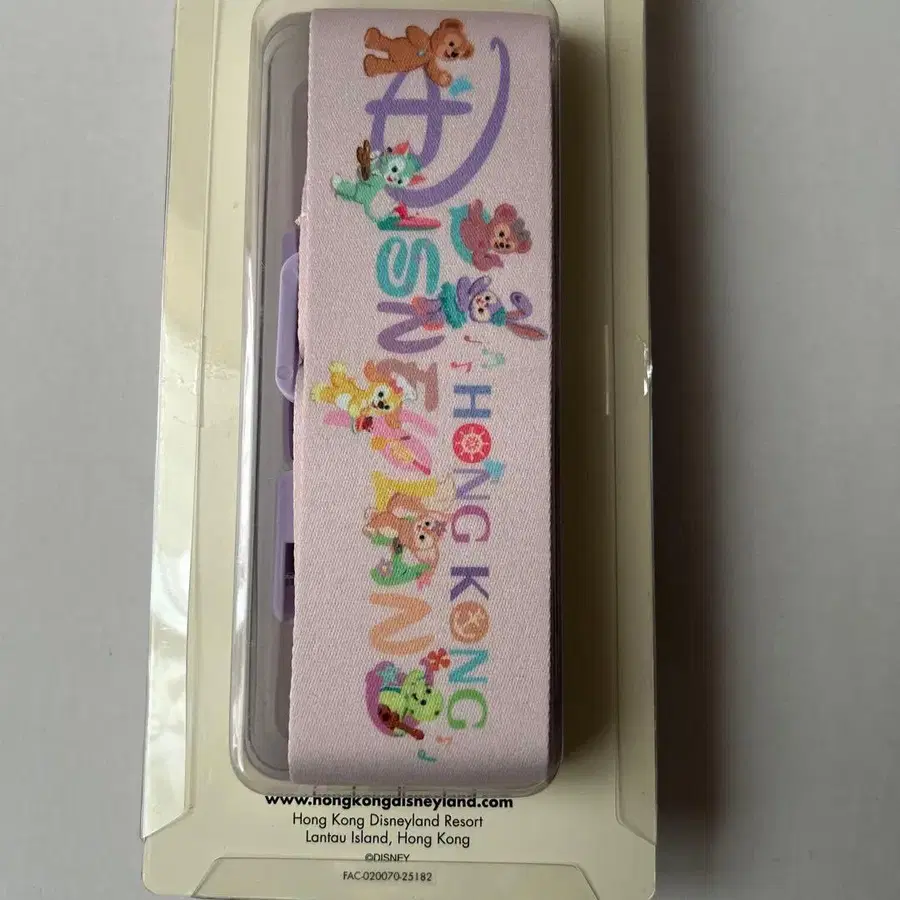 DISNEYLAND
HONG KONG
www.hongkongdisneyland.com
Hong Kong Disneyland Resort
Lantau Island, Hong Kong
©DISNEY
FAC-020070-25182